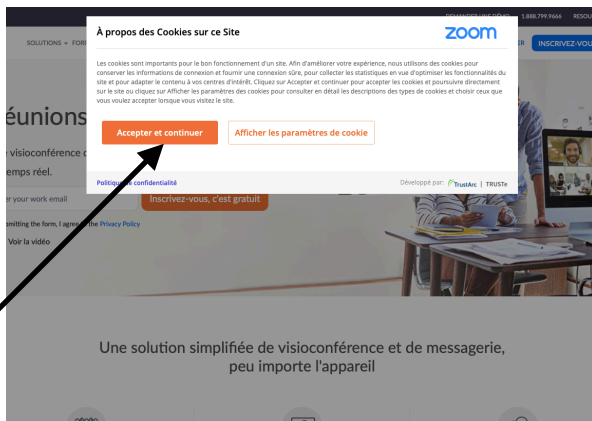 DEMANDER UNE DÉMO 1.888.799.9666 RESOU
SOLUTIONS FOR
ER INSCRIVEZ-VOU
À propos des Cookies sur ce Site
zoom
Les cookies sont importants pour le bon fonctionnement d'un site. Afin d'améliorer votre expérience, nous utilisons des cookies pour
conserver les informations de connexion et fournir une connexion sûre, pour collecter les statistiques en vue d'optimiser les fonctionnalités du
site et pour adapter le contenu à vos centres d'intérêt. Cliquez sur Accepter et continuer pour accepter les cookies et poursuivre directement
sur le site ou cliquez sur Afficher les paramètres des cookies pour consulter en détail les descriptions des types de cookies et choisir ceux que
vous voulez accepter lorsque vous visitez le site.
Accepter et continuer Afficher les paramètres de cookie
Politique de confidentialité
Développé par: TrustArc | TRUSTe
éunions
visioconférence d
emps réel.
er your work email
Inscrivez-vous, c'est gratuit
bmitting the form, I agree to the Privacy Policy
Voir la vidéo
Une solution simplifiée de visioconférence et de messagerie,
peu importe l'appareil